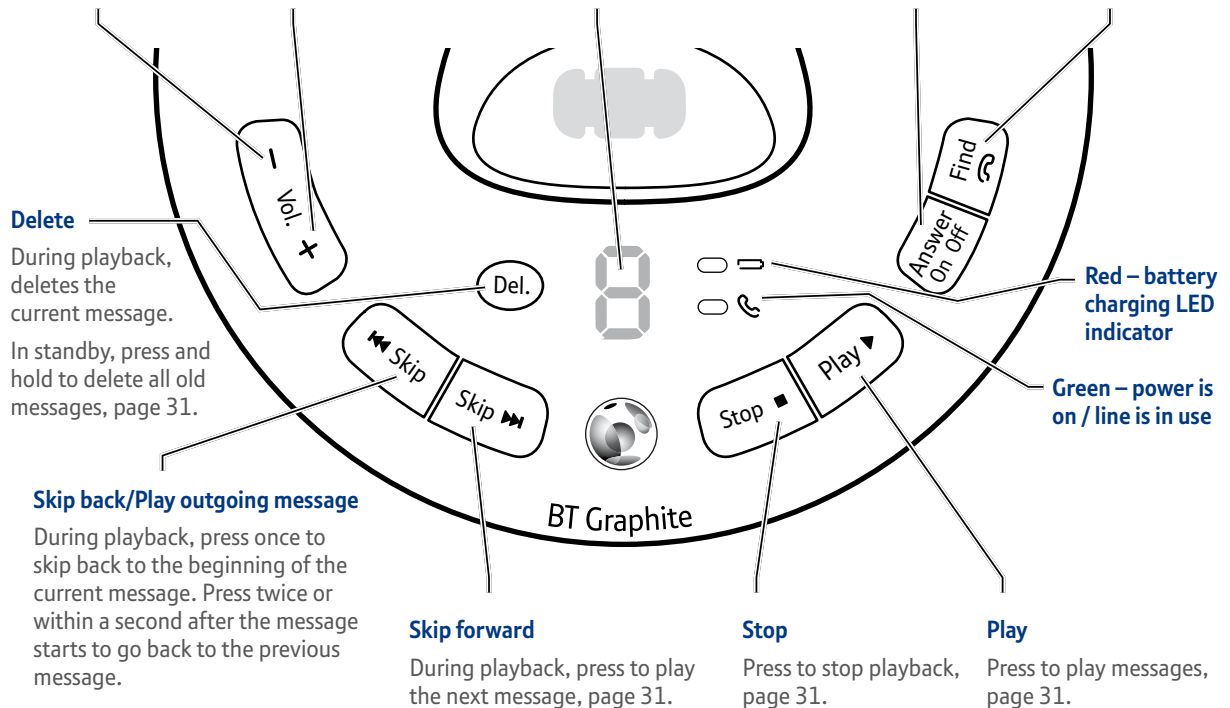 − Vol. +
Find
Answer
On Off
Delete
During playback,
deletes the
current message.
In standby, press and
hold to delete all old
messages, page 31.
Del.
8
Red – battery
charging LED
indicator
Green – power is
on / line is in use
Skip
Skip
Stop
Play
BT Graphite
Skip back/Play outgoing message
During playback, press once to
skip back to the beginning of the
current message. Press twice or
within a second after the message
starts to go back to the previous
message.
Skip forward
During playback, press to play
the next message, page 31.
Stop
Press to stop playback,
page 31.
Play
Press to play messages,
page 31.